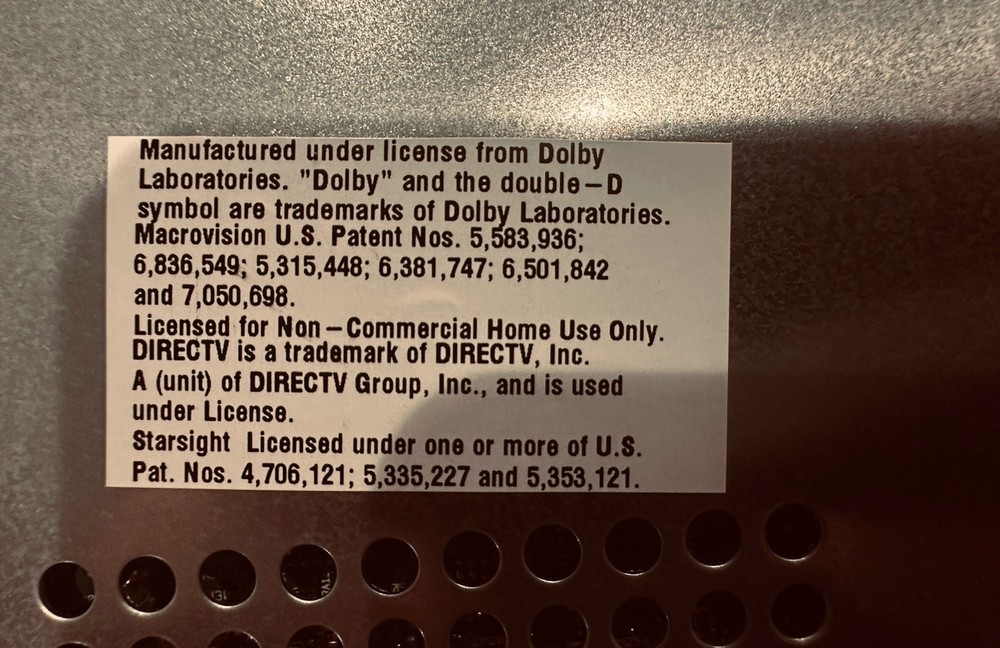 Manufactured under license from Dolby
Laboratories. "Dolby" and the double–D
symbol are trademarks of Dolby Laboratories.
Macrovision U.S. Patent Nos. 5,583,936;
6,836,549; 5,315,448; 6,381,747; 6,501,842
and 7,050,698.
Licensed for Non–Commercial Home Use Only.
DIRECTV is a trademark of DIRECTV, Inc.
A (unit) of DIRECTV Group, Inc., and is used
under License.
Starsight Licensed under one or more of U.S.
Pat. Nos. 4,706,121; 5,335,227 and 5,353,121.